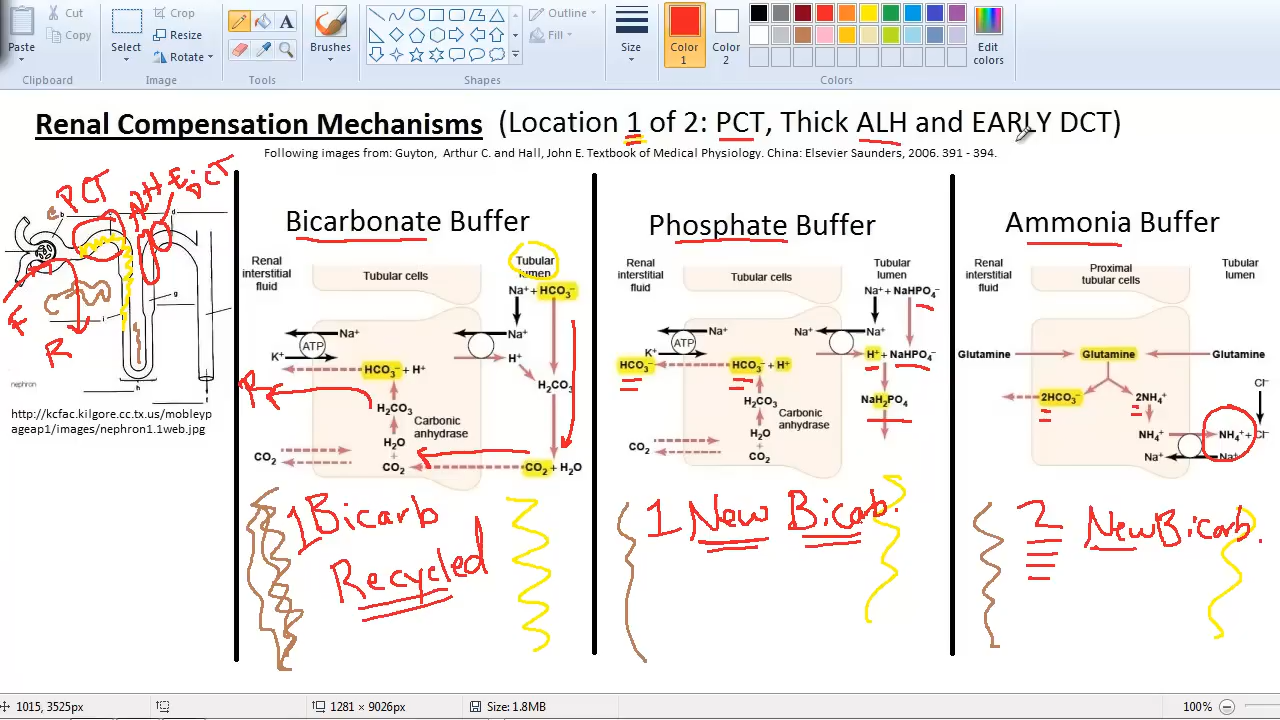 Paste
Cut
Copy
Clipboard
Select
Crop
Resize
Rotate
Image
A
Tools
Brushes
Outline
Fill
Shapes
Size
Color
1
Color
2
Colors
Edit
colors
Renal Compensation Mechanisms (Location 1 of 2: PCT, Thick ALH and EARLY DCT)
Following images from: Guyton, Arthur C. and Hall, John E. Textbook of Medical Physiology. China: Elsevier Saunders, 2006. 391 - 394.
PCT
F
R
nephron
http://kcfac.kilgore.cc.tx.us/mobleyp
ageap1/images/nephron1.1web.jpg
Bicarbonate Buffer
Renal
interstitial
fluid
Tubular cells
Tubular
lumen
Na⁺ + HCO₃⁻
Na⁺
Na⁺
K⁺
ATP
H⁺
HCO₃⁻ + H⁺
H₂CO₃
R
H₂CO₃
Carbonic
anhydrase
H₂O
+
CO₂
CO₂
CO₂ + H₂O
1 Bicarb
Recycled
Phosphate Buffer
Renal
interstitial
fluid
Tubular cells
Tubular
lumen
Na⁺ + NaHPO₄⁻
Na⁺
Na⁺
Na⁺
K⁺
ATP
H⁺ + NaHPO₄⁻
HCO₃⁻
HCO₃⁻ + H⁺
NaH₂PO₄
H₂CO₃
Carbonic
anhydrase
H₂O
+
CO₂
CO₂
1 New Bicarb.
Ammonia Buffer
Renal
interstitial
fluid
Proximal
tubular cells
Tubular
lumen
Glutamine
Glutamine
Glutamine
Cl⁻
2HCO₃⁻
2NH₄⁺
NH₄⁺
NH₄⁺ + Cl⁻
Na⁺
Na⁺
2 New Bicarb.
1015, 3525px
1281 × 9026px
Size: 1.8MB
100%